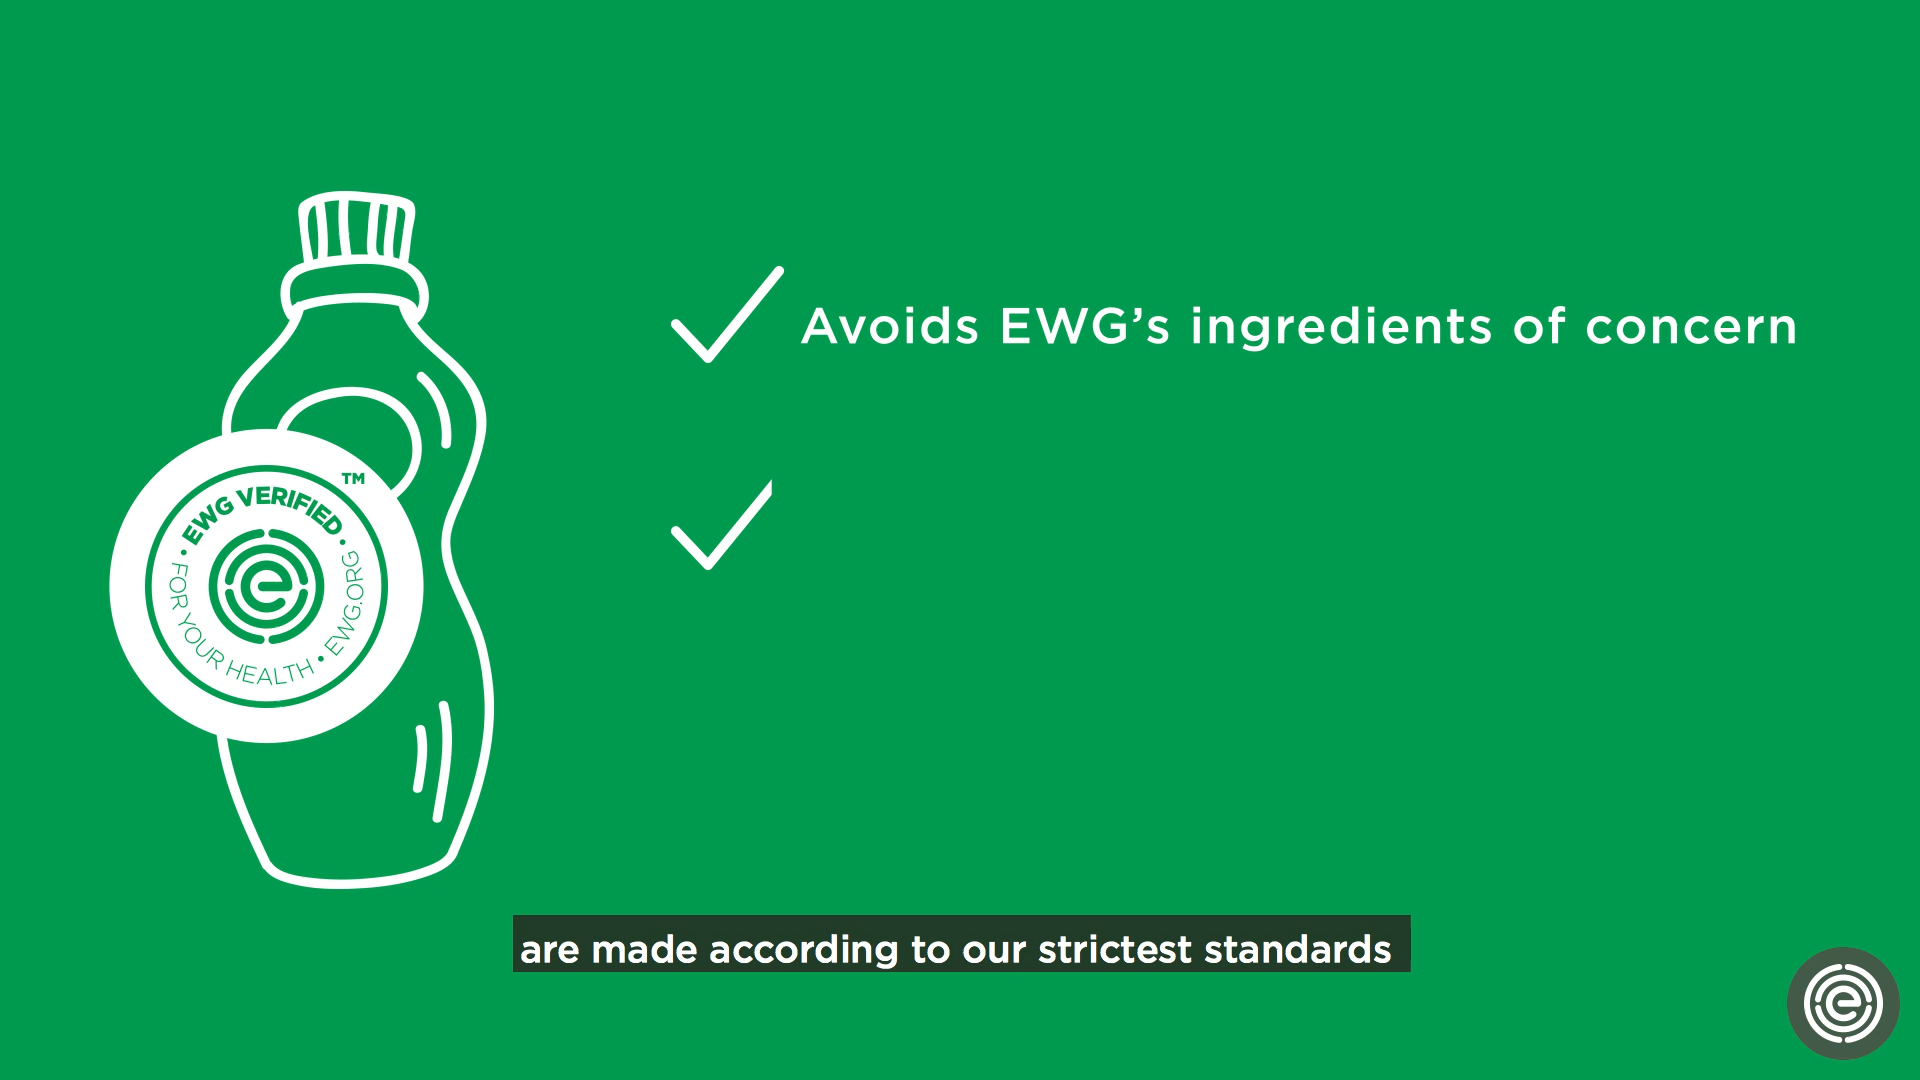 Avoids EWG’s ingredients of concern
™
• EWG VERIFIED •
FOR YOUR HEALTH • EWG.ORG
e
are made according to our strictest standards
e